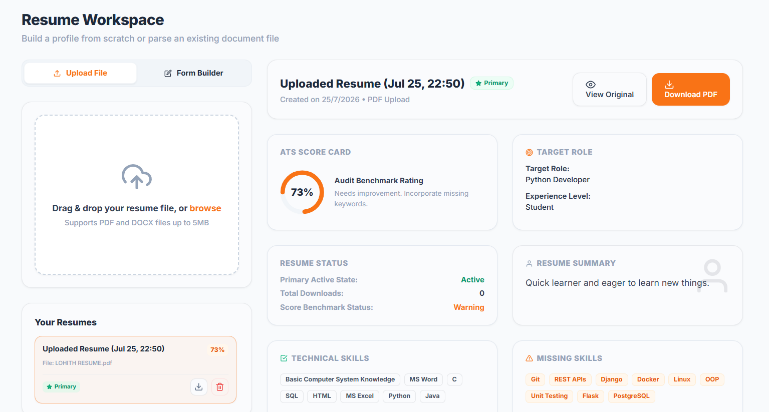 Resume Workspace
Build a profile from scratch or parse an existing document file
Upload File
Form Builder
Drag & drop your resume file, or browse
Supports PDF and DOCX files up to 5MB
Your Resumes
Uploaded Resume (Jul 25, 22:50)
73%
File: LOHITH RESUME.pdf
Primary
Uploaded Resume (Jul 25, 22:50)
Primary
Created on 25/7/2026 • PDF Upload
View Original
Download PDF
ATS SCORE CARD
73%
Audit Benchmark Rating
Needs improvement. Incorporate missing
keywords.
TARGET ROLE
Target Role:
Python Developer
Experience Level:
Student
RESUME STATUS
Primary Active State: Active
Total Downloads: 0
Score Benchmark Status: Warning
RESUME SUMMARY
Quick learner and eager to learn new things.
TECHNICAL SKILLS
Basic Computer System Knowledge MS Word C
SQL HTML MS Excel Python Java
MISSING SKILLS
Git REST APIs Django Docker Linux OOP
Unit Testing Flask PostgreSQL